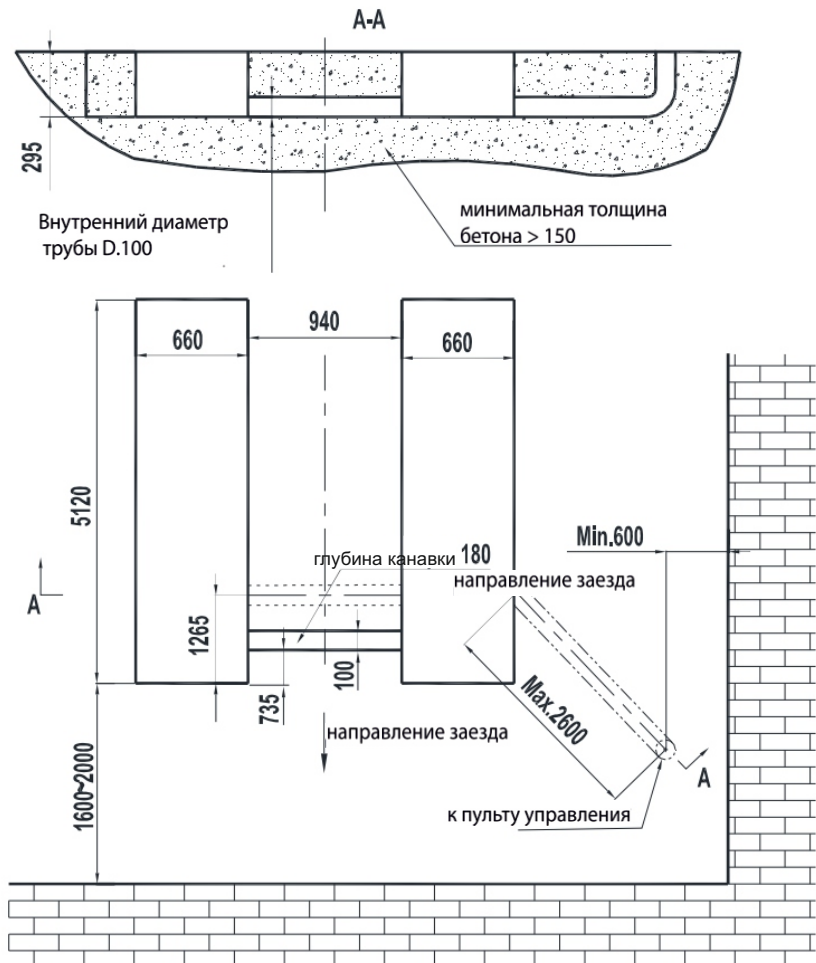 A-A
295
Внутренний диаметр
трубы D.100
минимальная толщина
бетона > 150
660
940
660
5120
Min.600
глубина канавки 180
направление заезда
A
1265
100
735
Max.2600
направление заезда
A
1600~2000
к пульту управления